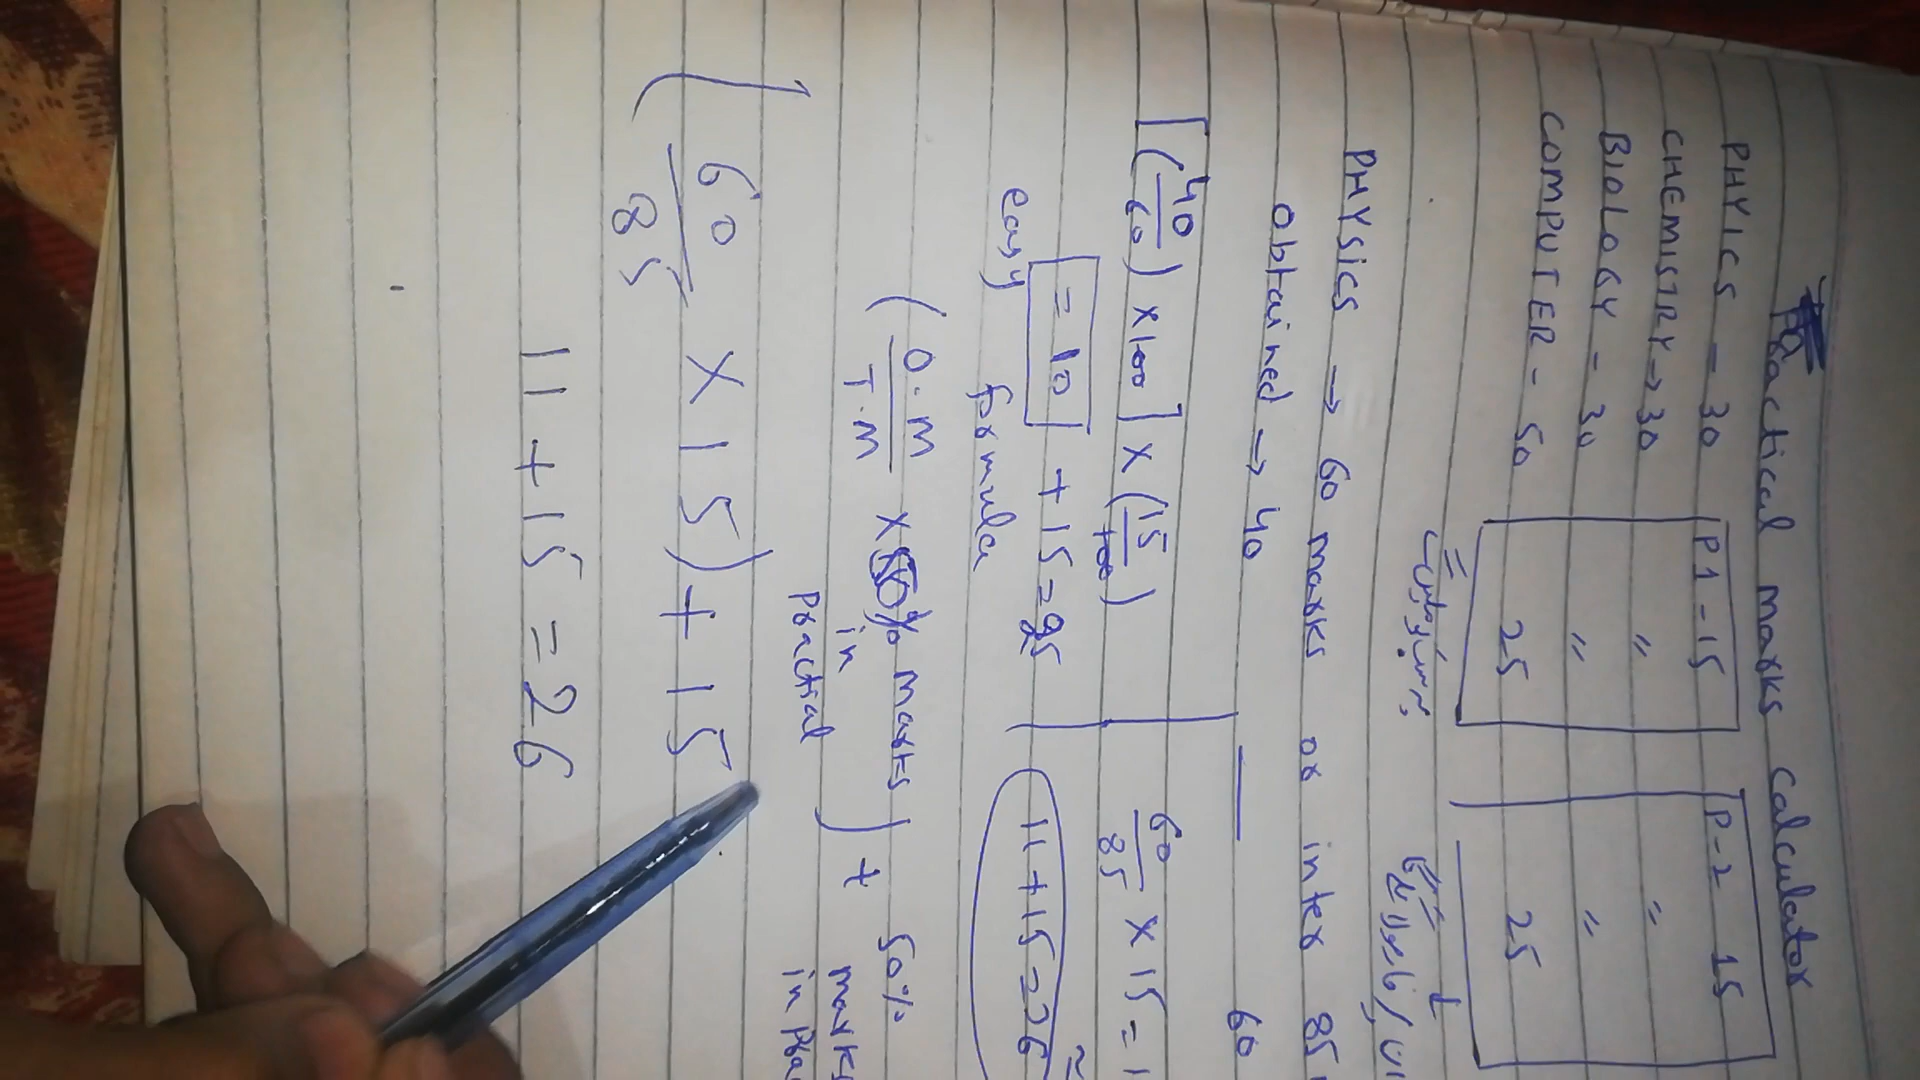 Practical marks calculator
PHYICS - 30 P1-15 P-2 15
CHEMISTRY → 30 " "
BIOLOGY - 30 " "
COMPUTER - 50 25 25
PHYSICS → 60 marks or inter 85
obtained → 40 60
[(40/60) x100] x (15/100) 60/85 x 15 = 1
= 10 + 15 = 25 11+15=26
easy formula
(O.M/T.M x 50% marks in practial) + 50% marks in Pra
(60/85 x 15) + 15
11 + 15 = 26